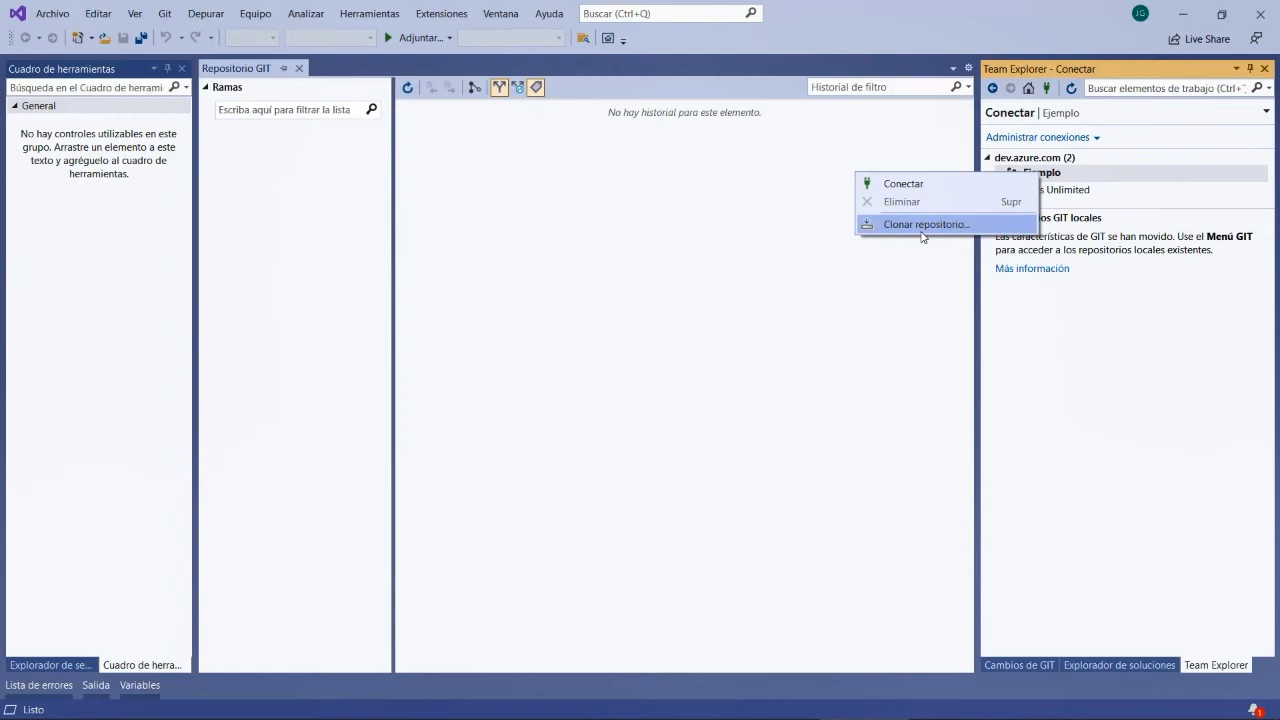 Archivo Editar Ver Git Depurar Equipo Analizar Herramientas Extensiones Ventana Ayuda Buscar (Ctrl+Q) JG
Adjuntar... Live Share
Cuadro de herramientas
Búsqueda en el Cuadro de herrami
General
No hay controles utilizables en este
grupo. Arrastre un elemento a este
texto y agréguelo al cuadro de
herramientas.
Repositorio GIT
Ramas
Escriba aquí para filtrar la lista
Historial de filtro
No hay historial para este elemento.
Team Explorer - Conectar
Buscar elementos de trabajo (Ctrl+
Conectar | Ejemplo
Administrar conexiones
dev.azure.com (2)
Ejemplo
Unlimited
GIT locales
Las características de GIT se han movido. Use el Menú GIT
para acceder a los repositorios locales existentes.
Más información
Conectar
Eliminar Supr
Clonar repositorio...
Explorador de se... Cuadro de herra...
Cambios de GIT Explorador de soluciones Team Explorer
Lista de errores Salida Variables
Listo 1